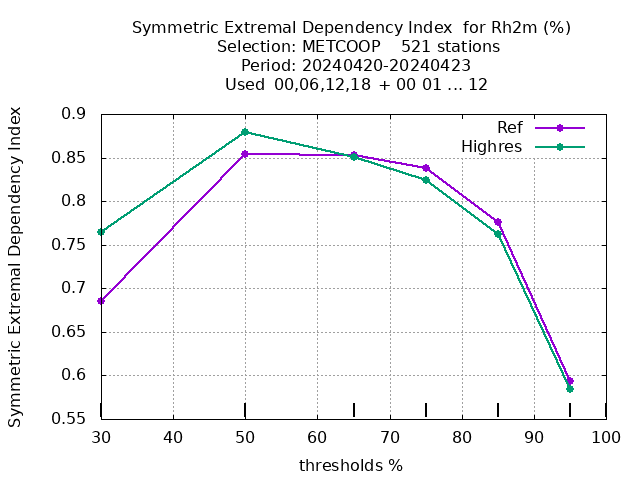 Symmetric Extremal Dependency Index  for Rh2m (%)
Selection: METCOOP    521 stations
Period: 20240420-20240423
Used  00,06,12,18  + 00 01 ... 12
Symmetric Extremal Dependency Index
0.9
0.85
0.8
0.75
0.7
0.65
0.6
0.55
Ref
Highres
30 40 50 60 70 80 90 100
thresholds %